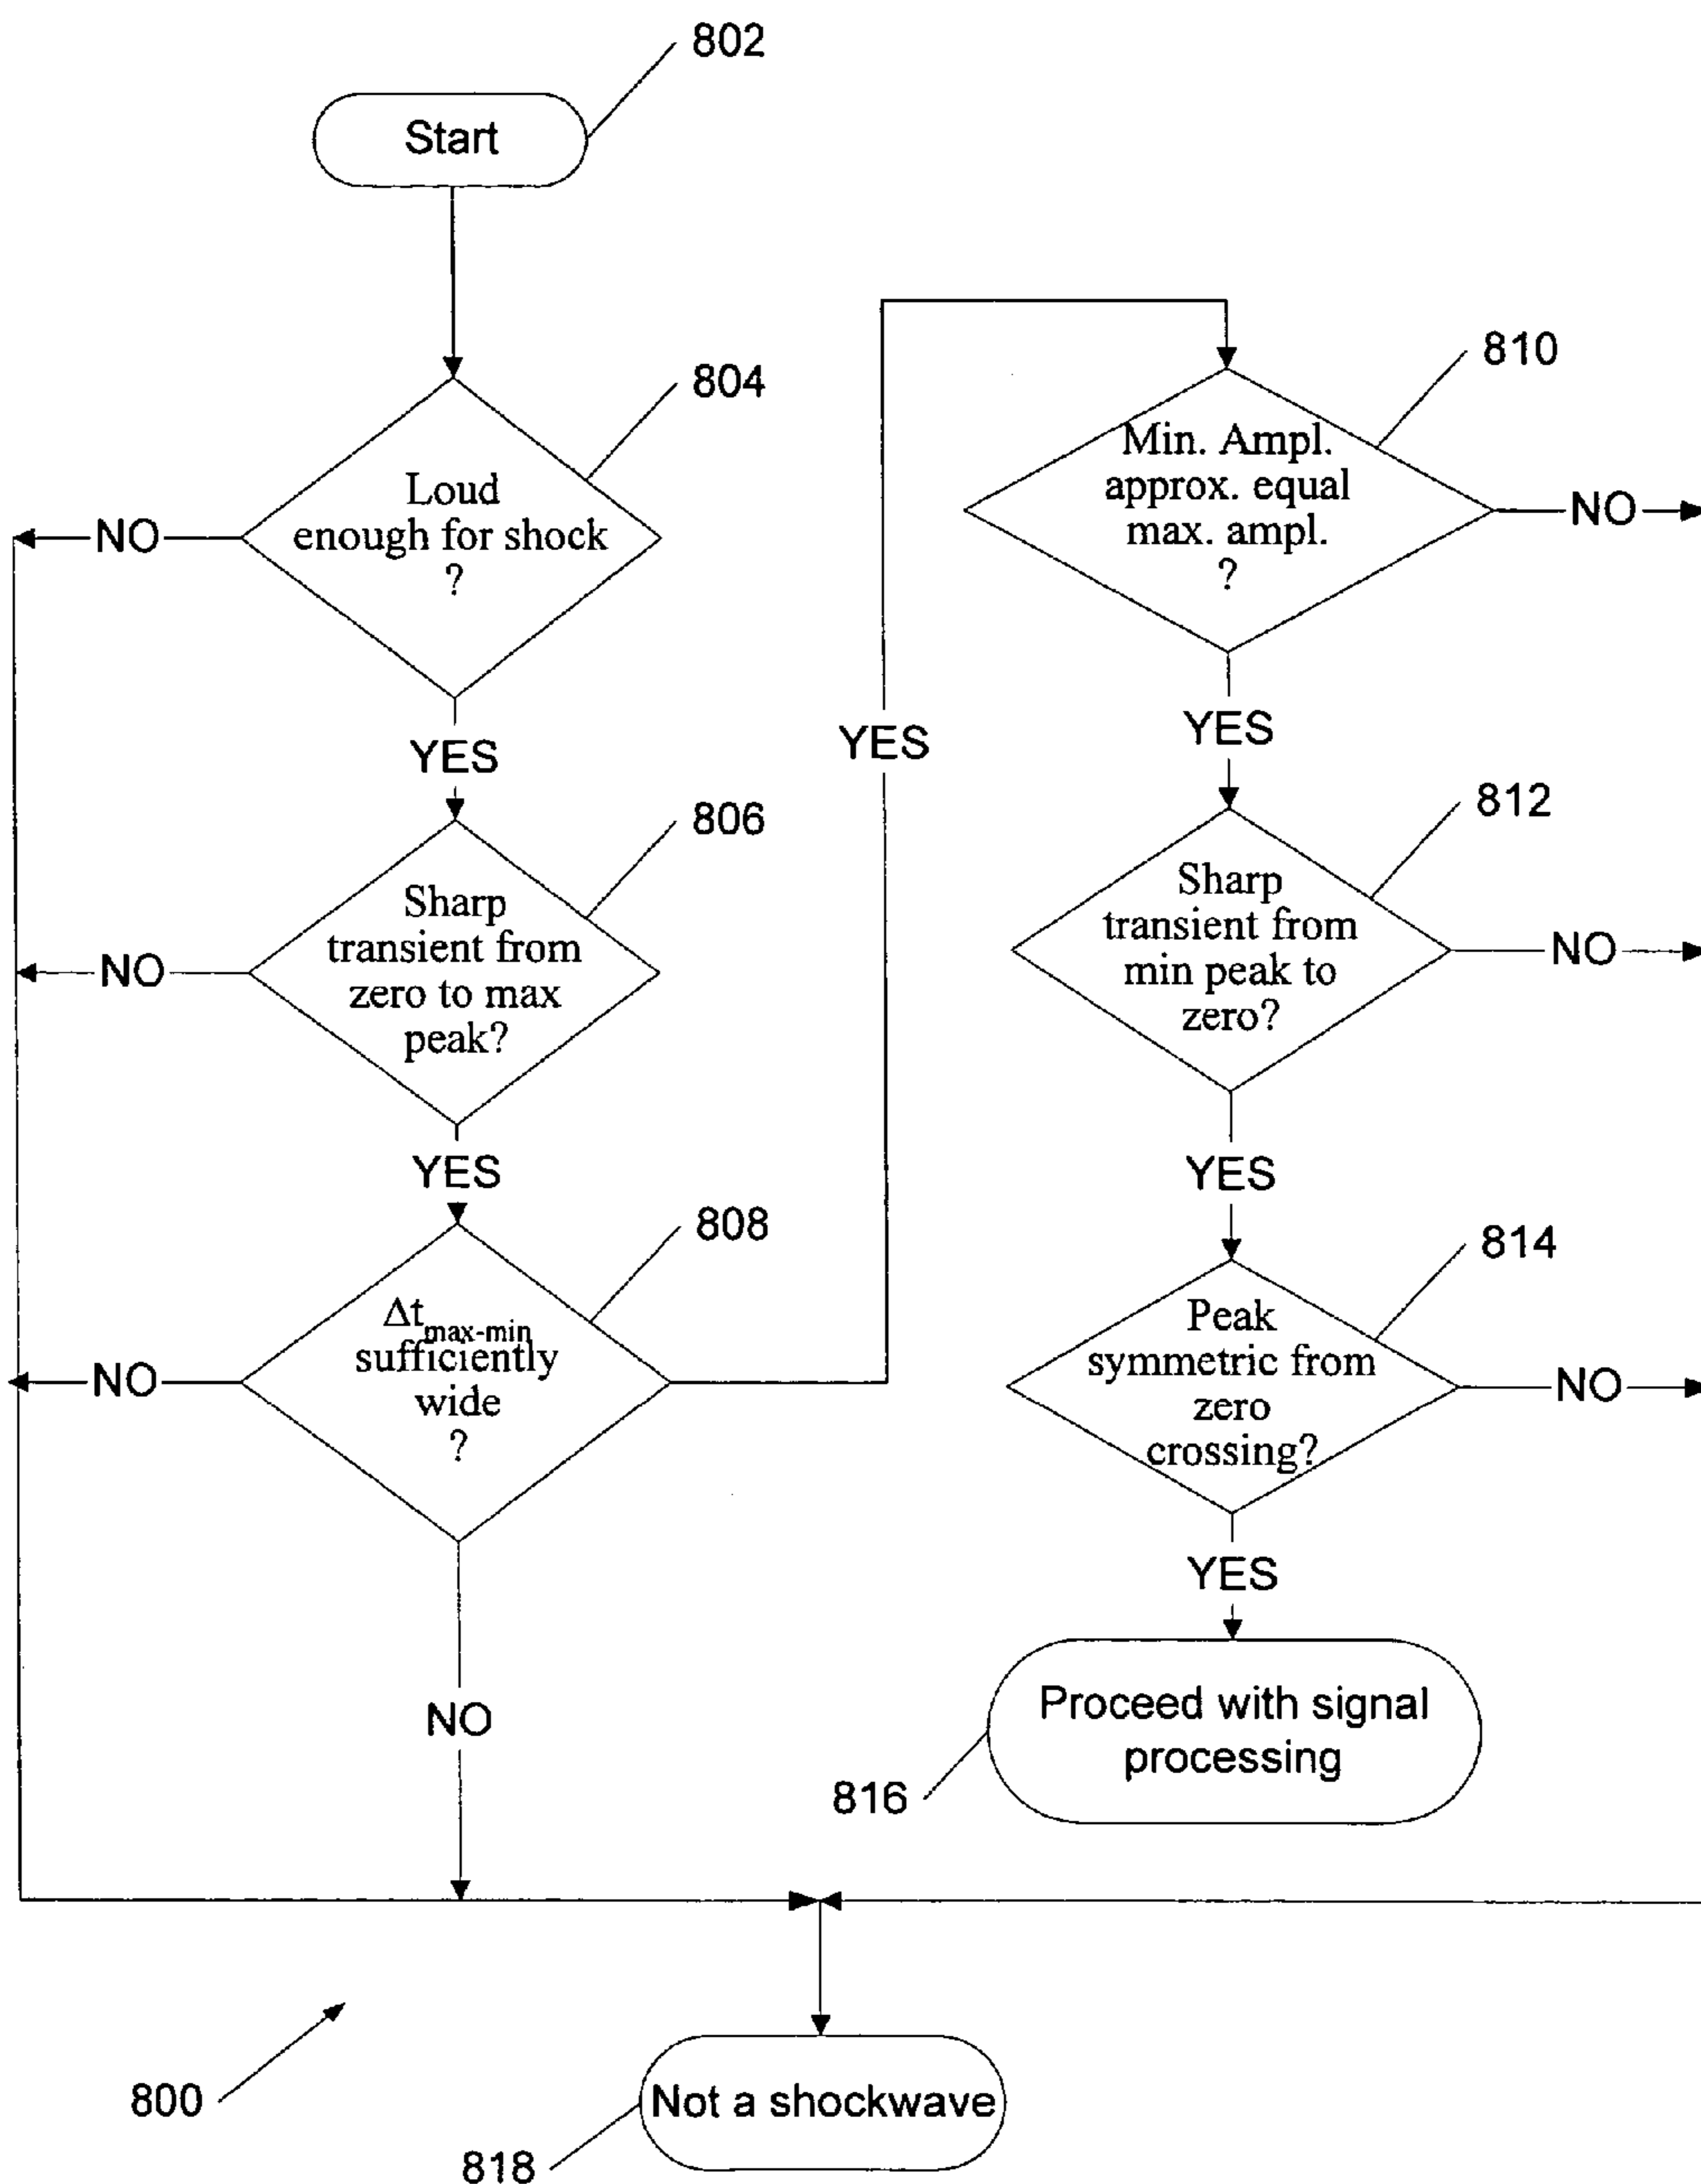 802
Start
804
Loud
enough for shock
?
NO
YES
806
Sharp
transient from
zero to max
peak?
NO
YES
808
Δt max-min
sufficiently
wide
?
NO
NO
YES
810
Min. Ampl.
approx. equal
max. ampl.
?
NO
YES
812
Sharp
transient from
min peak to
zero?
NO
YES
814
Peak
symmetric from
zero
crossing?
NO
YES
Proceed with signal
processing
816
800
Not a shockwave
818